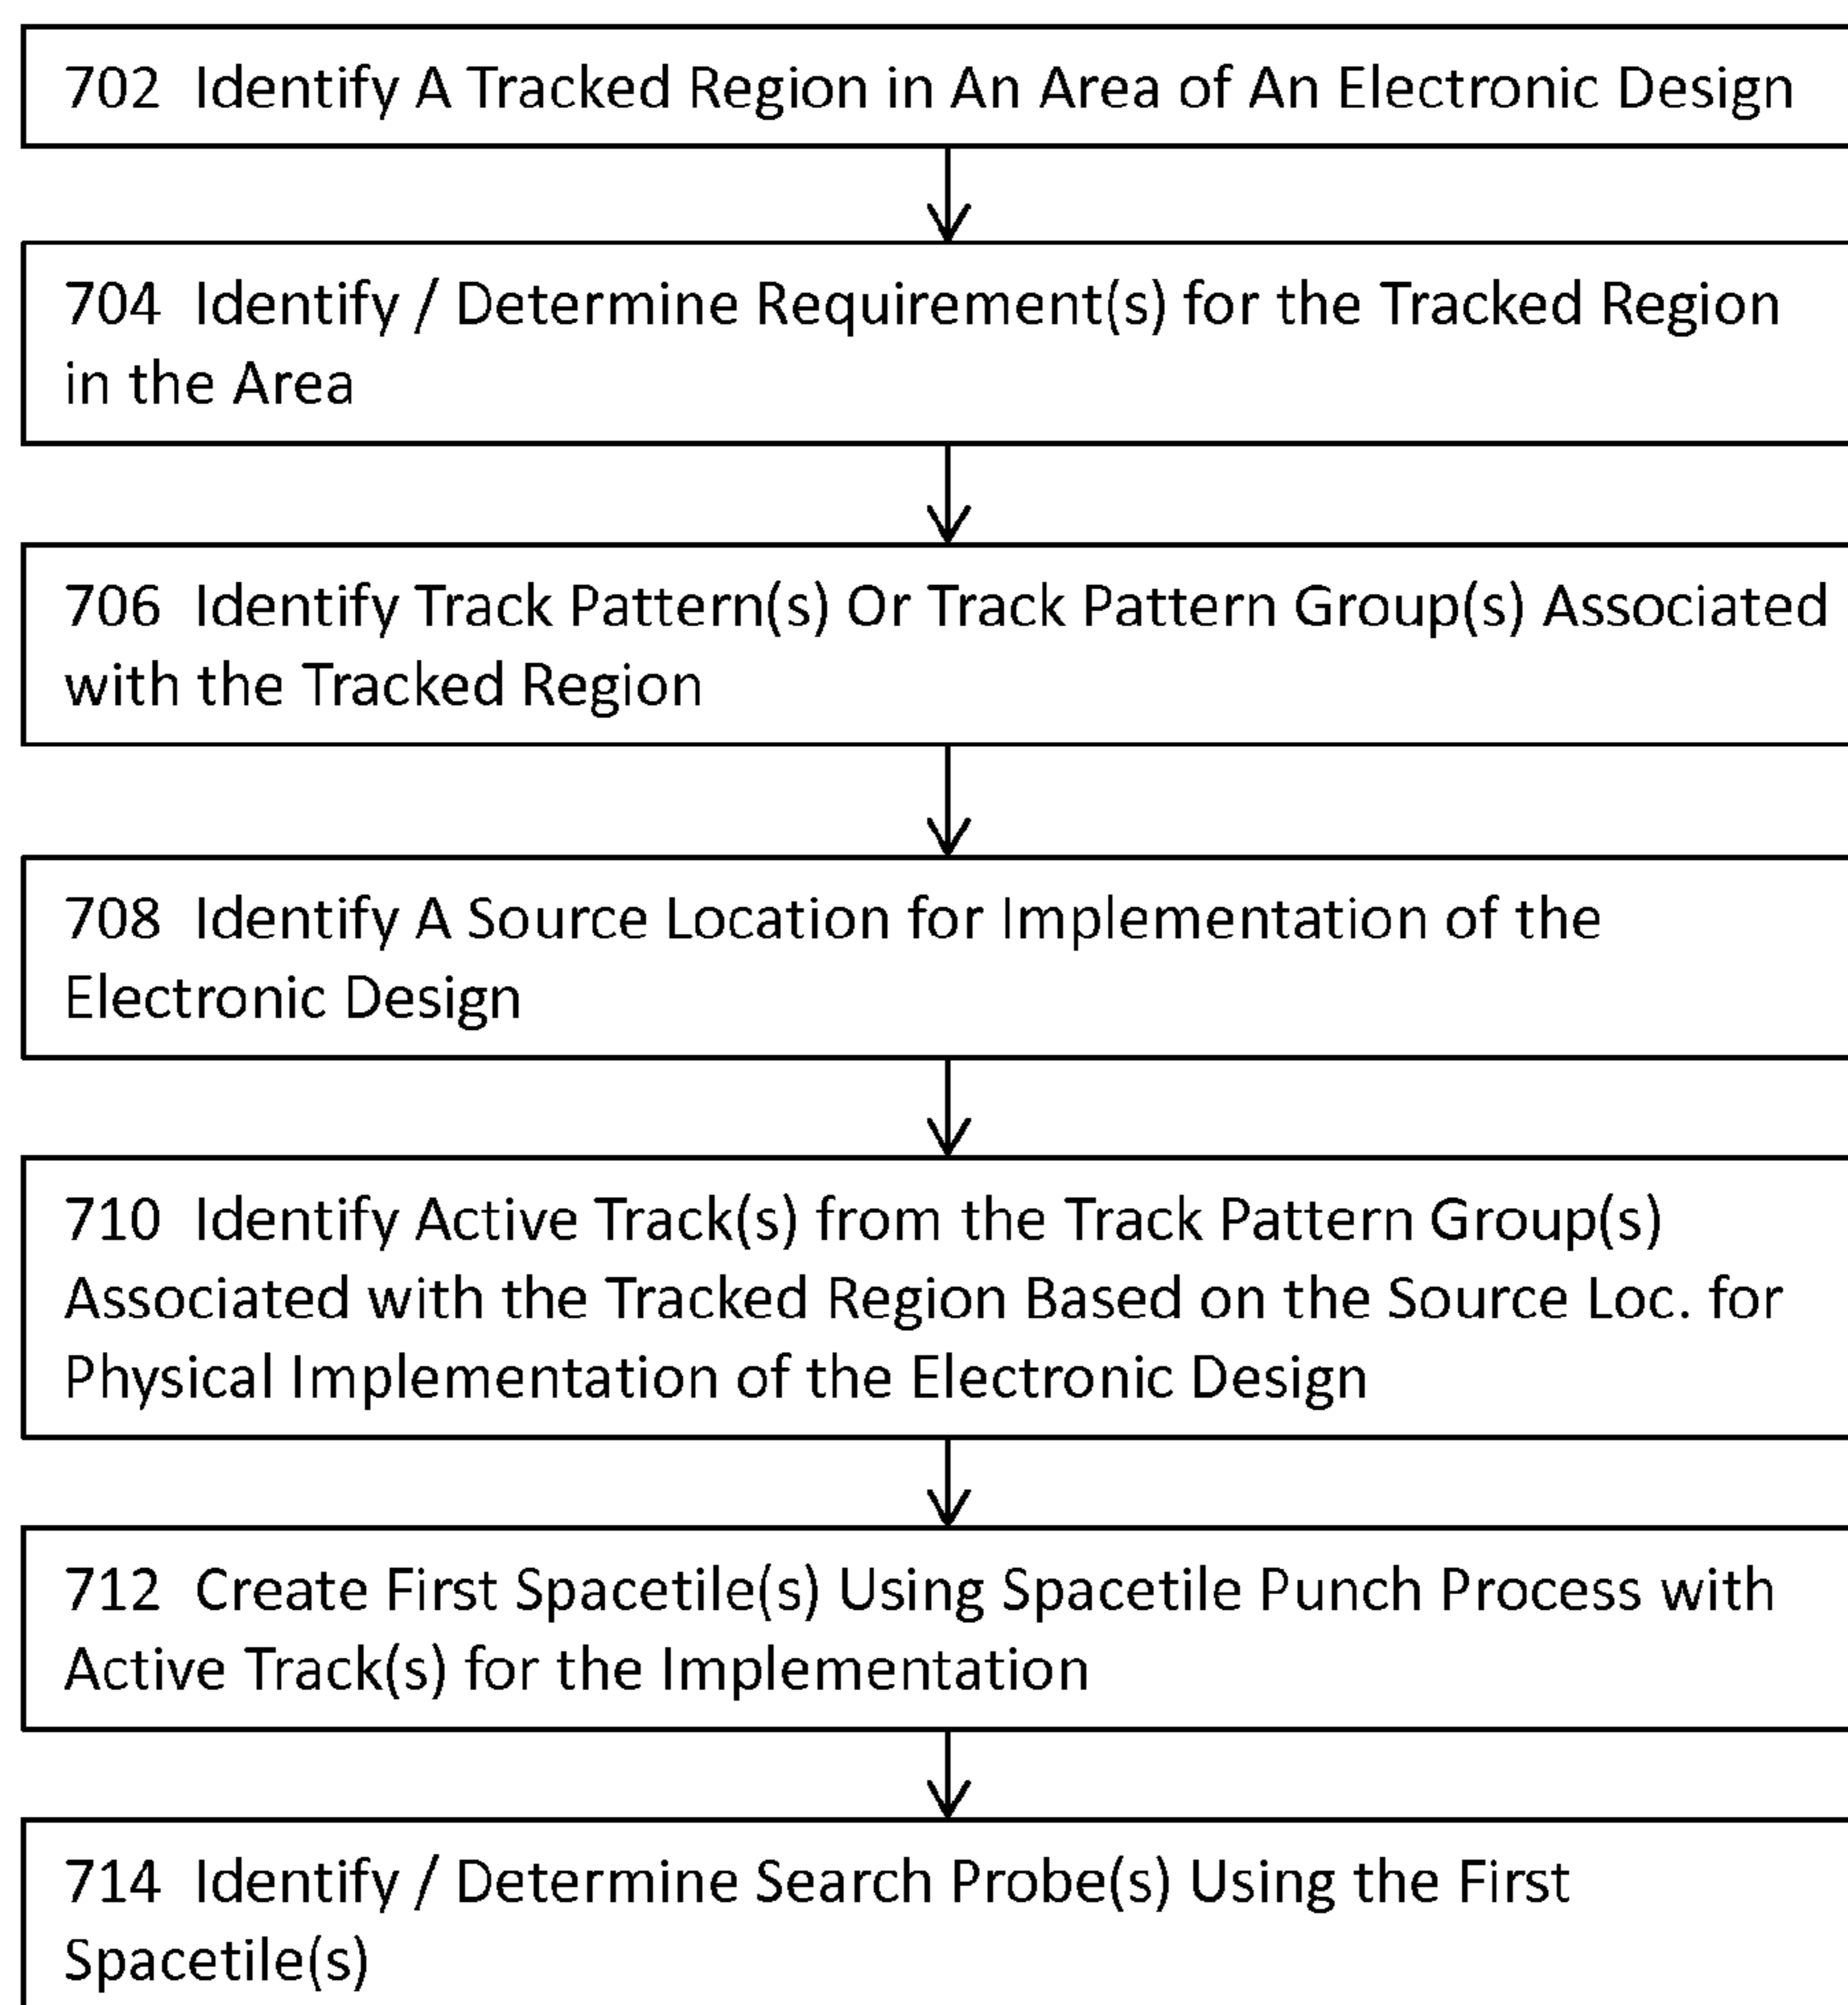 702 Identify A Tracked Region in An Area of An Electronic Design
704 Identify / Determine Requirement(s) for the Tracked Region
in the Area
706 Identify Track Pattern(s) Or Track Pattern Group(s) Associated
with the Tracked Region
708 Identify A Source Location for Implementation of the
Electronic Design
710 Identify Active Track(s) from the Track Pattern Group(s)
Associated with the Tracked Region Based on the Source Loc. for
Physical Implementation of the Electronic Design
712 Create First Spacetile(s) Using Spacetile Punch Process with
Active Track(s) for the Implementation
714 Identify / Determine Search Probe(s) Using the First
Spacetile(s)